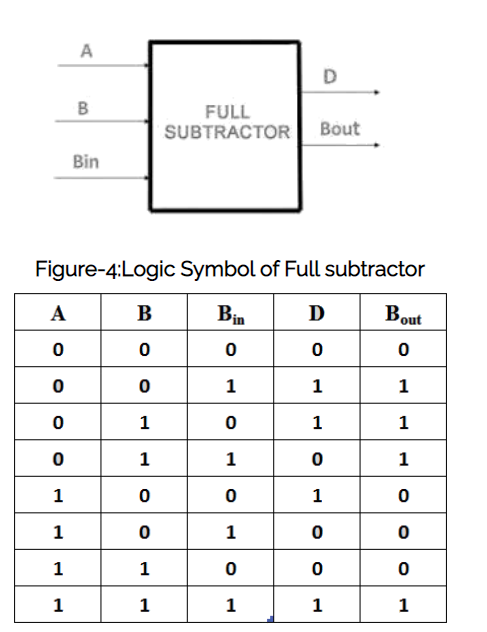 A
B
Bin
FULL
SUBTRACTOR
D
Bout
Figure-4:Logic Symbol of Full subtractor
A B Bin D Bout
0 0 0 0 0
0 0 1 1 1
0 1 0 1 1
0 1 1 0 1
1 0 0 1 0
1 0 1 0 0
1 1 0 0 0
1 1 1 1 1